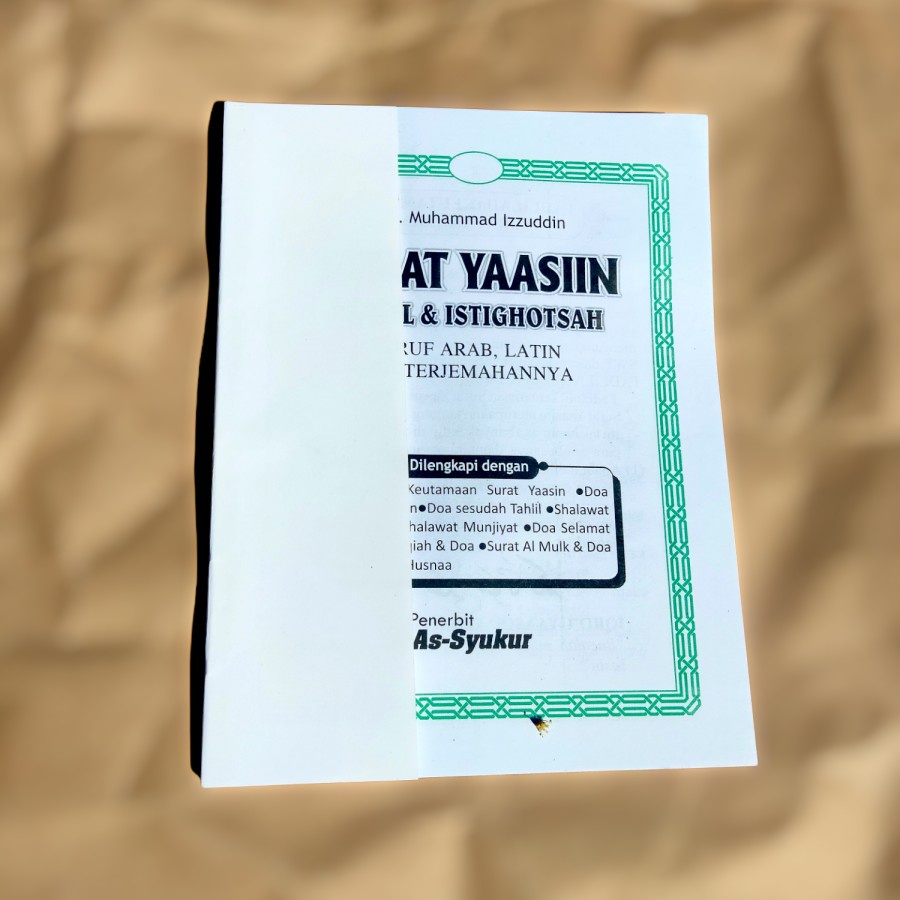 . Muhammad Izzuddin
AT YAASIIN
L & ISTIGHOTSAH
RUF ARAB, LATIN
TERJEMAHANNYA
Dilengkapi dengan
Keutamaan Surat Yaasin ●Doa
n●Doa sesudah Tahlil ●Shalawat
halawat Munjiyat ●Doa Selamat
jiah & Doa ●Surat Al Mulk & Doa
Husnaa
Penerbit
As-Syukur